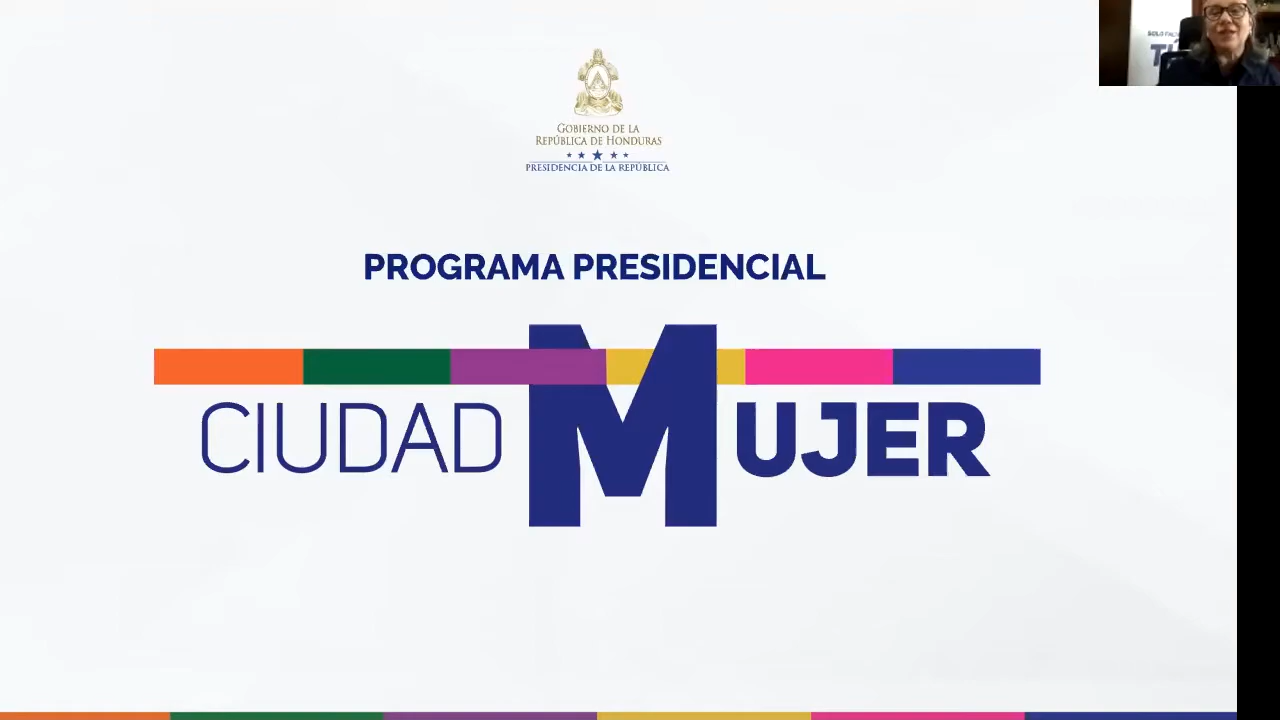 GOBIERNO DE LA
REPÚBLICA DE HONDURAS
PRESIDENCIA DE LA REPÚBLICA
PROGRAMA PRESIDENCIAL
CIUDAD MUJER